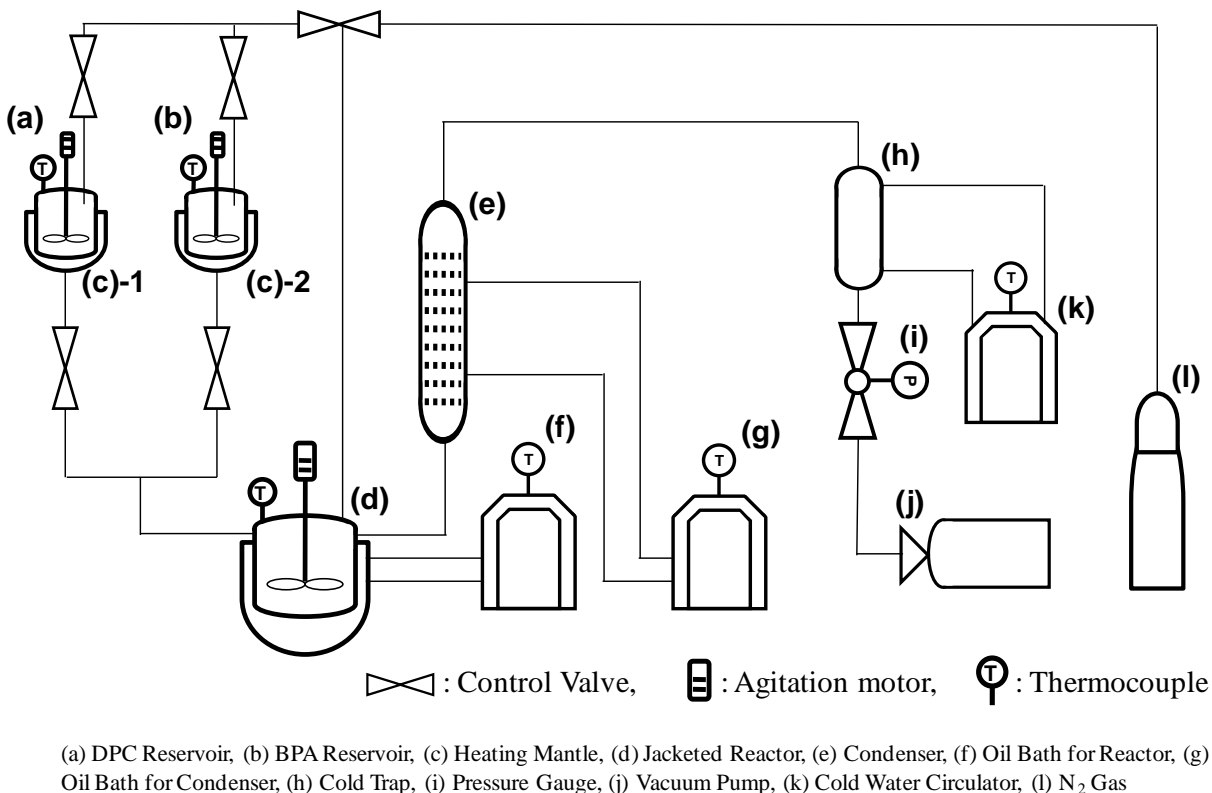 (a)
(b)
(h)
T
T
(e)
(c)-1
(c)-2
T
(k)
(i)
P
(l)
(f)
(g)
T
T
(d)
T
(j)
: Control Valve, : Agitation motor, T : Thermocouple
(a) DPC Reservoir, (b) BPA Reservoir, (c) Heating Mantle, (d) Jacketed Reactor, (e) Condenser, (f) Oil Bath for Reactor, (g)
Oil Bath for Condenser, (h) Cold Trap, (i) Pressure Gauge, (j) Vacuum Pump, (k) Cold Water Circulator, (l) N₂ Gas